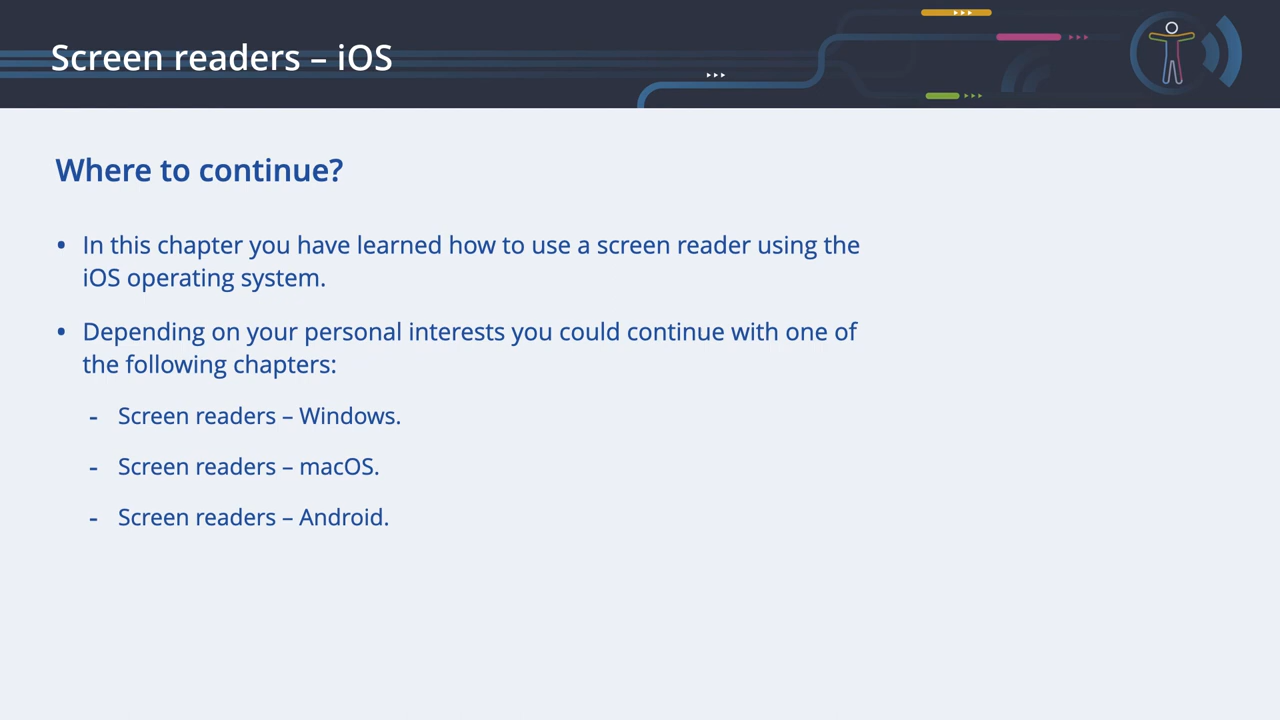 Screen readers – iOS
Where to continue?
• In this chapter you have learned how to use a screen reader using the
iOS operating system.
• Depending on your personal interests you could continue with one of
the following chapters:
- Screen readers – Windows.
- Screen readers – macOS.
- Screen readers – Android.